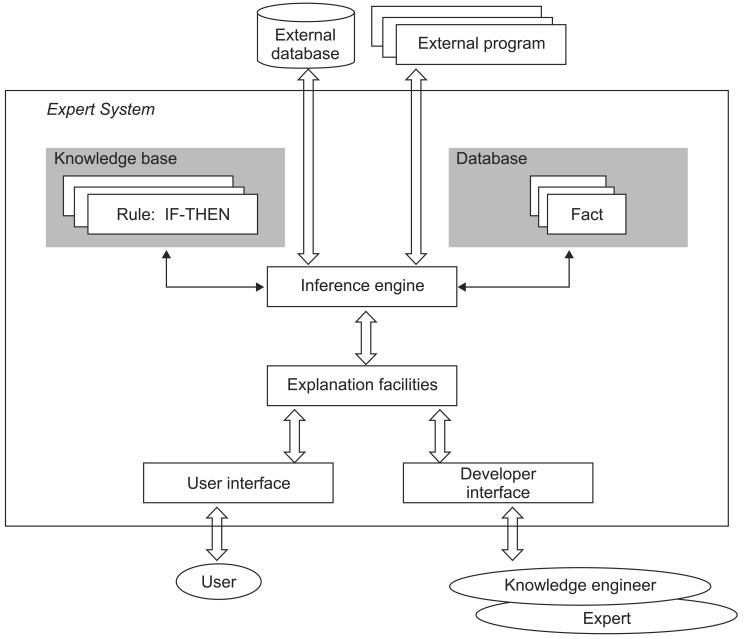 External
database
External program
Expert System
Knowledge base
Rule: IF-THEN
Database
Fact
Inference engine
Explanation facilities
User interface
Developer
interface
User
Knowledge engineer
Expert